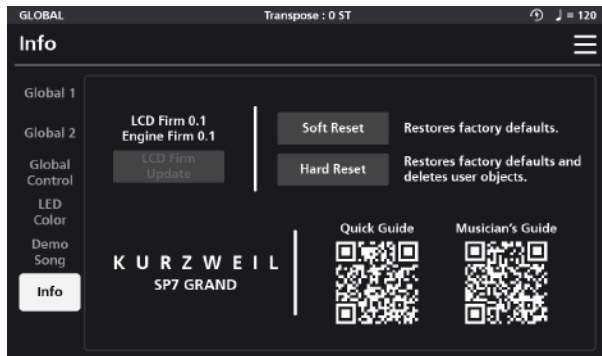 GLOBAL
Transpose : 0 ST
♩ = 120
Info
Global 1
Global 2
Global
Control
LED
Color
Demo
Song
Info
LCD Firm 0.1
Engine Firm 0.1
LCD Firm
Update
Soft Reset
Restores factory defaults.
Hard Reset
Restores factory defaults and
deletes user objects.
KURZWEIL
SP7 GRAND
Quick Guide
Musician's Guide